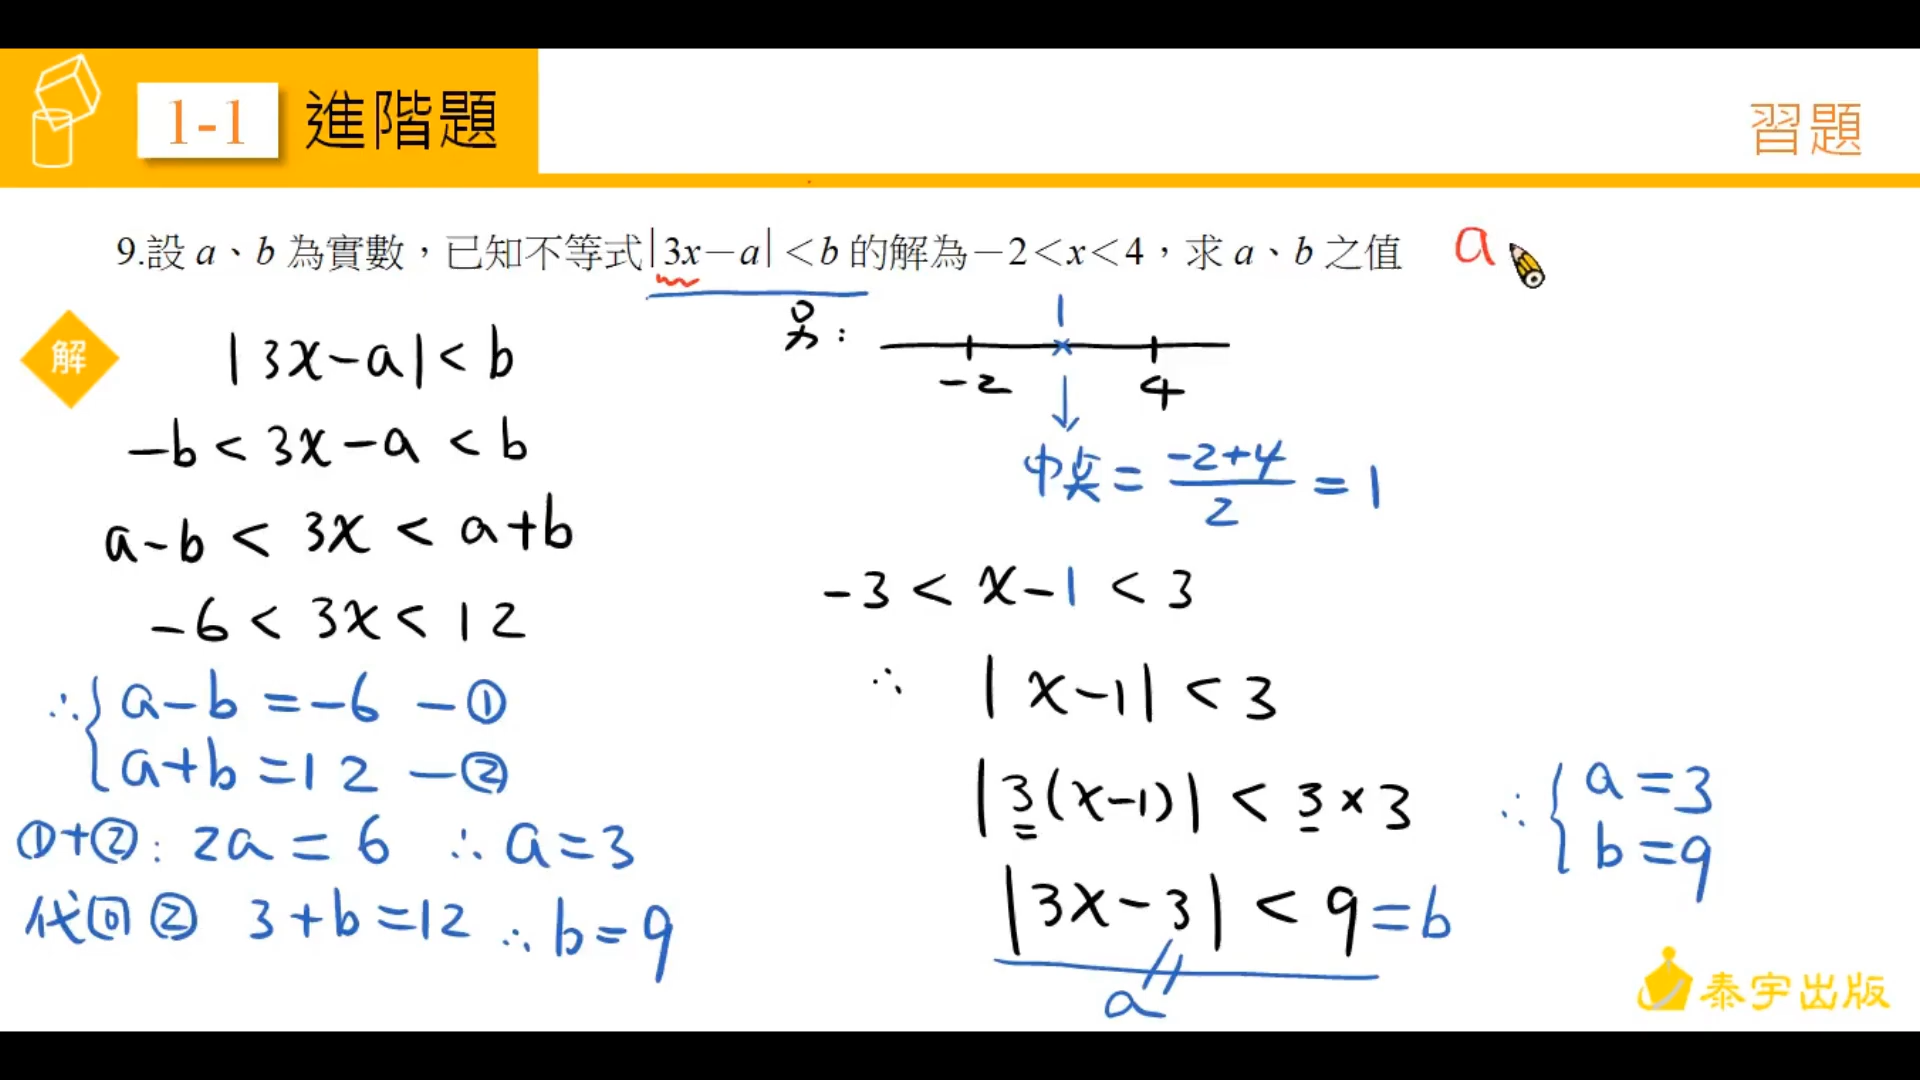 1-1 進階題
習題
9.設 a、b 為實數，已知不等式|3x－a|＜b 的解為－2＜x＜4，求 a、b 之值 a
解
|3x-a|<b
-b<3x-a<b
a-b<3x<a+b
-6<3x<12
∴{a-b=-6 -①
a+b=12 -②
①+②: 2a=6 ∴a=3
代回② 3+b=12 ∴b=9
另:
1
-2 4
↓
中點=(-2+4)/2=1
-3<x-1<3
∴ |x-1|<3
|3(x-1)|<3×3
|3x-3|<9=b
a
∴{a=3
b=9
泰宇出版